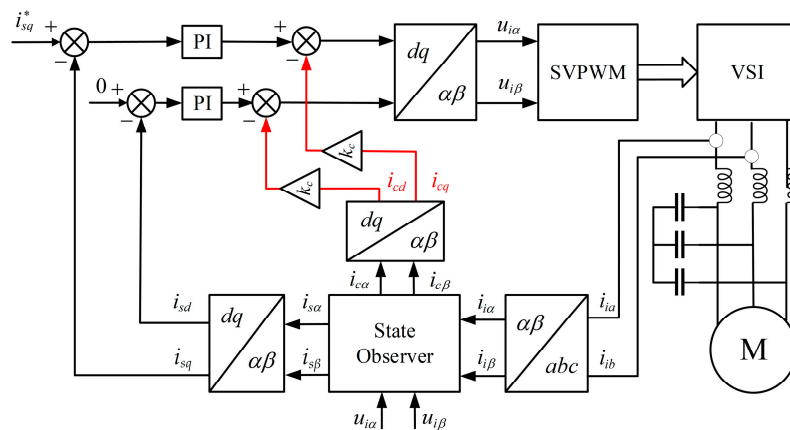 i*sq + − PI + − dq αβ uiα uiβ SVPWM VSI
0 + − PI + −
kc
kc
icd icq
dq αβ
icα icβ
isd isq dq αβ isα isβ State Observer iiα iiβ αβ abc iia iib M
uiα uiβ